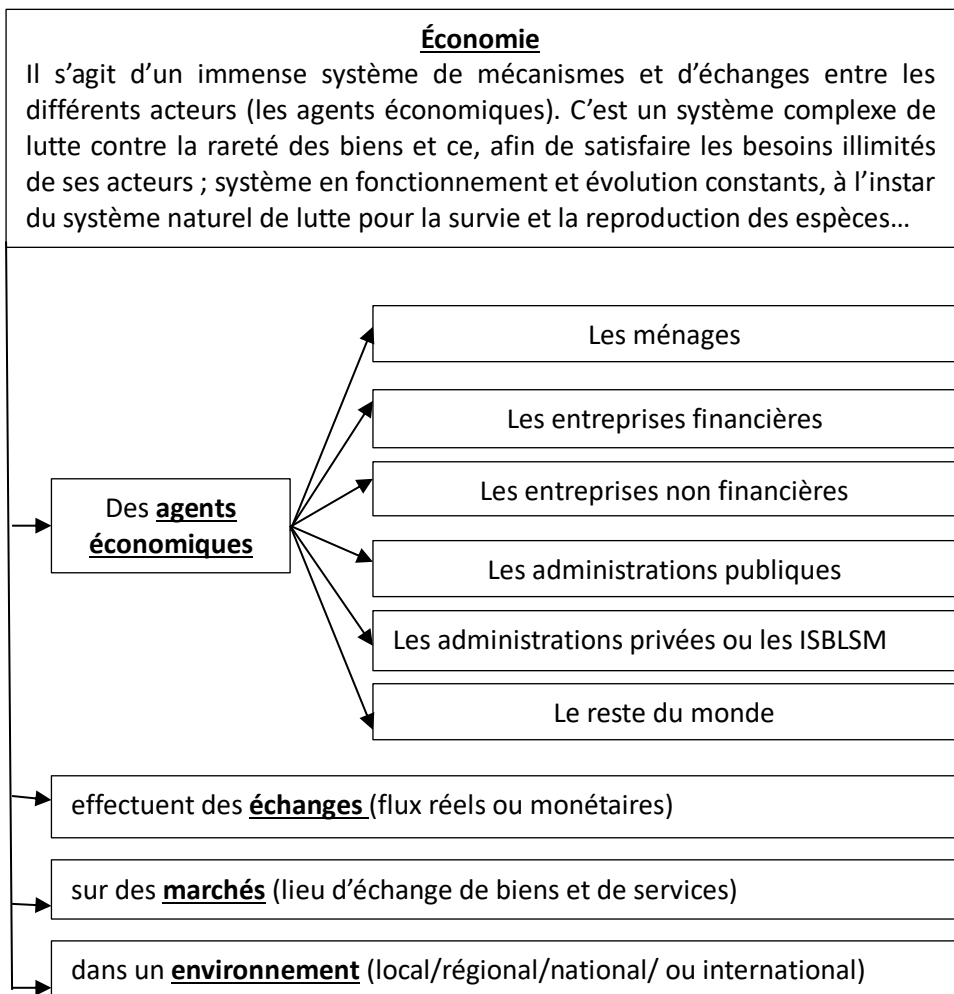 Économie
Il s’agit d’un immense système de mécanismes et d’échanges entre les
différents acteurs (les agents économiques). C’est un système complexe de
lutte contre la rareté des biens et ce, afin de satisfaire les besoins illimités
de ses acteurs ; système en fonctionnement et évolution constants, à l’instar
du système naturel de lutte pour la survie et la reproduction des espèces…
Les ménages
Les entreprises financières
Les entreprises non financières
Des agents
économiques
Les administrations publiques
Les administrations privées ou les ISBLSM
Le reste du monde
effectuent des échanges (flux réels ou monétaires)
sur des marchés (lieu d’échange de biens et de services)
dans un environnement (local/régional/national/ ou international)